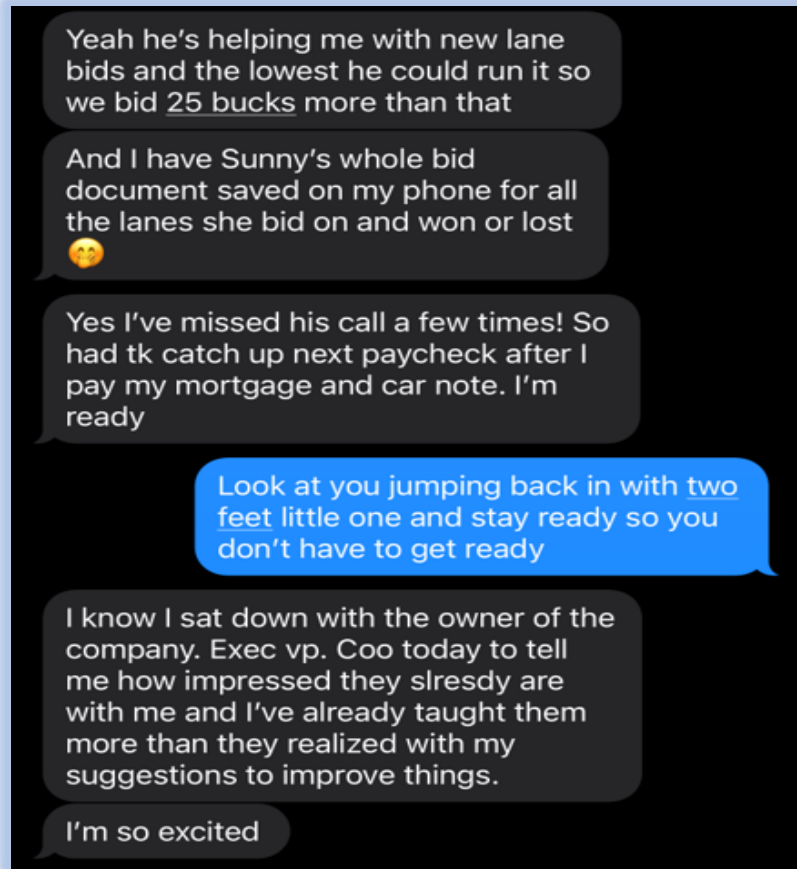 Yeah he's helping me with new lane
bids and the lowest he could run it so
we bid 25 bucks more than that
And I have Sunny's whole bid
document saved on my phone for all
the lanes she bid on and won or lost
🤭
Yes I've missed his call a few times! So
had tk catch up next paycheck after I
pay my mortgage and car note. I'm
ready
Look at you jumping back in with two
feet little one and stay ready so you
don't have to get ready
I know I sat down with the owner of the
company. Exec vp. Coo today to tell
me how impressed they slresdy are
with me and I've already taught them
more than they realized with my
suggestions to improve things.
I'm so excited